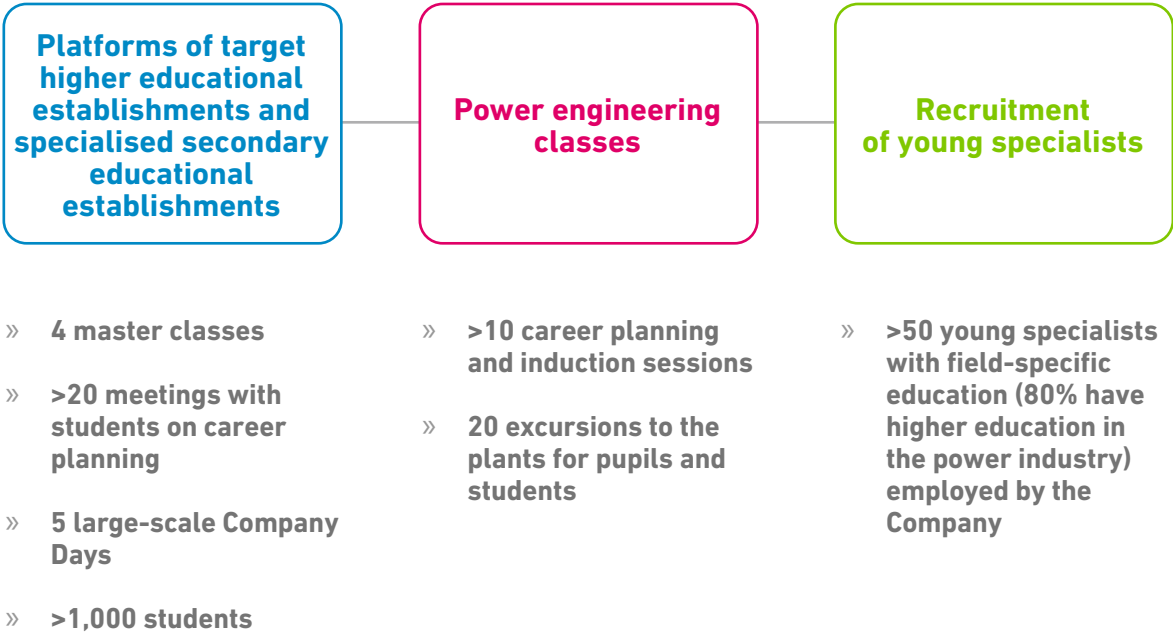 Platforms of target
higher educational
establishments and
specialised secondary
educational
establishments
Power engineering
classes
Recruitment
of young specialists
» 4 master classes
» >20 meetings with
students on career
planning
» 5 large-scale Company
Days
» >1,000 students
» >10 career planning
and induction sessions
» 20 excursions to the
plants for pupils and
students
» >50 young specialists
with field-specific
education (80% have
higher education in
the power industry)
employed by the
Company